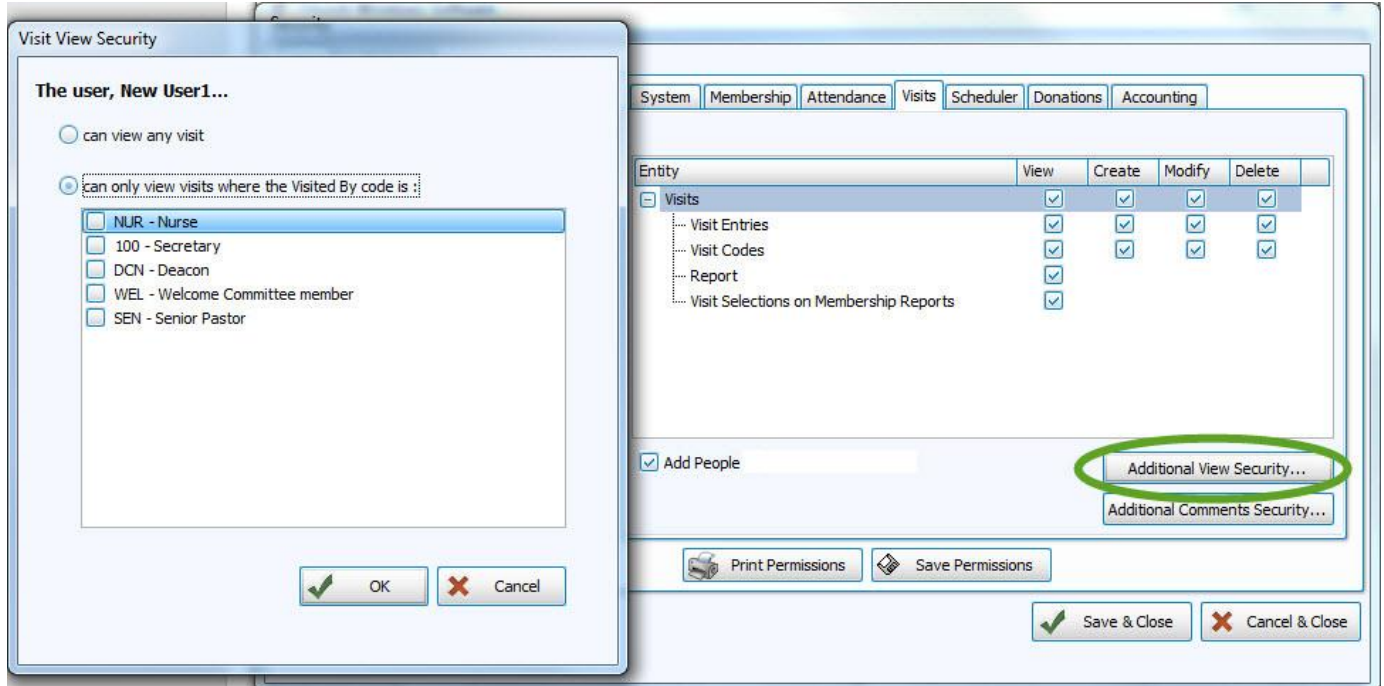 Visit View Security
The user, New User1...
can view any visit
can only view visits where the Visited By code is :
NUR - Nurse
100 - Secretary
DCN - Deacon
WEL - Welcome Committee member
SEN - Senior Pastor
OK Cancel
System Membership Attendance Visits Scheduler Donations Accounting
Entity View Create Modify Delete
Visits
Visit Entries
Visit Codes
Report
Visit Selections on Membership Reports
Add People
Additional View Security...
Additional Comments Security...
Print Permissions Save Permissions
Save & Close Cancel & Close